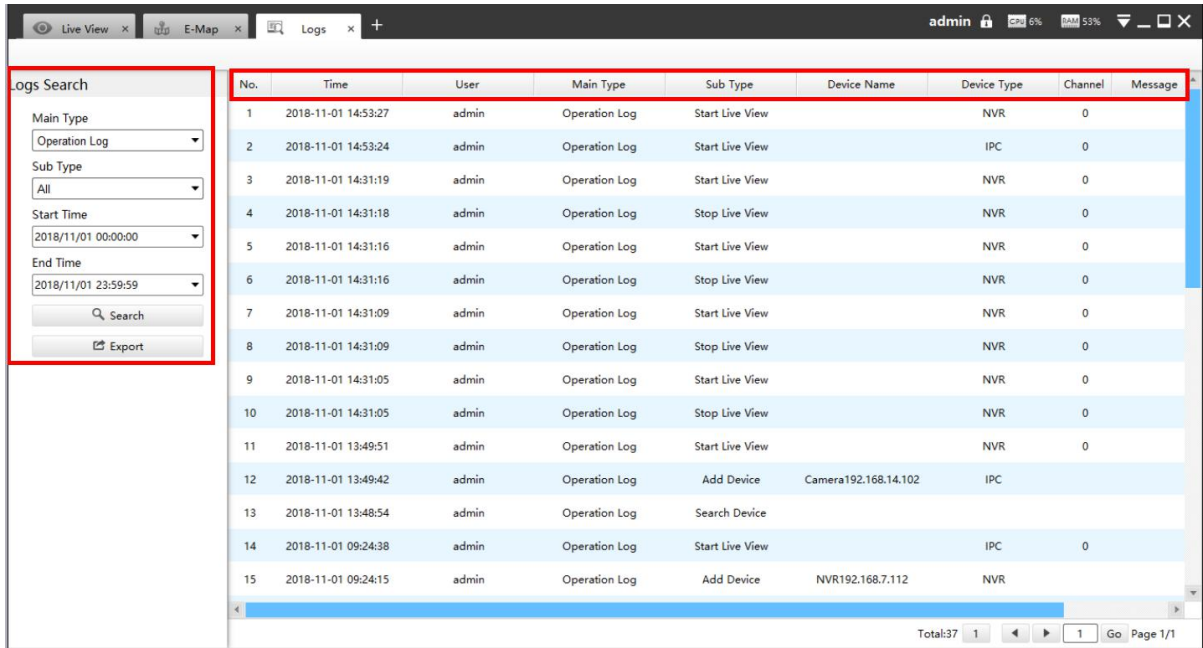 Live View × E-Map × Logs × + admin CPU 6% RAM 53%
Logs Search
Main Type
Operation Log
Sub Type
All
Start Time
2018/11/01 00:00:00
End Time
2018/11/01 23:59:59
Search
Export
No. Time User Main Type Sub Type Device Name Device Type Channel Message
1 2018-11-01 14:53:27 admin Operation Log Start Live View NVR 0
2 2018-11-01 14:53:24 admin Operation Log Start Live View IPC 0
3 2018-11-01 14:31:19 admin Operation Log Start Live View NVR 0
4 2018-11-01 14:31:18 admin Operation Log Stop Live View NVR 0
5 2018-11-01 14:31:16 admin Operation Log Start Live View NVR 0
6 2018-11-01 14:31:16 admin Operation Log Stop Live View NVR 0
7 2018-11-01 14:31:09 admin Operation Log Start Live View NVR 0
8 2018-11-01 14:31:09 admin Operation Log Stop Live View NVR 0
9 2018-11-01 14:31:05 admin Operation Log Start Live View NVR 0
10 2018-11-01 14:31:05 admin Operation Log Stop Live View NVR 0
11 2018-11-01 13:49:51 admin Operation Log Start Live View NVR 0
12 2018-11-01 13:49:42 admin Operation Log Add Device Camera192.168.14.102 IPC
13 2018-11-01 13:48:54 admin Operation Log Search Device
14 2018-11-01 09:24:38 admin Operation Log Start Live View IPC 0
15 2018-11-01 09:24:15 admin Operation Log Add Device NVR192.168.7.112 NVR
Total:37 1 1 Go Page 1/1